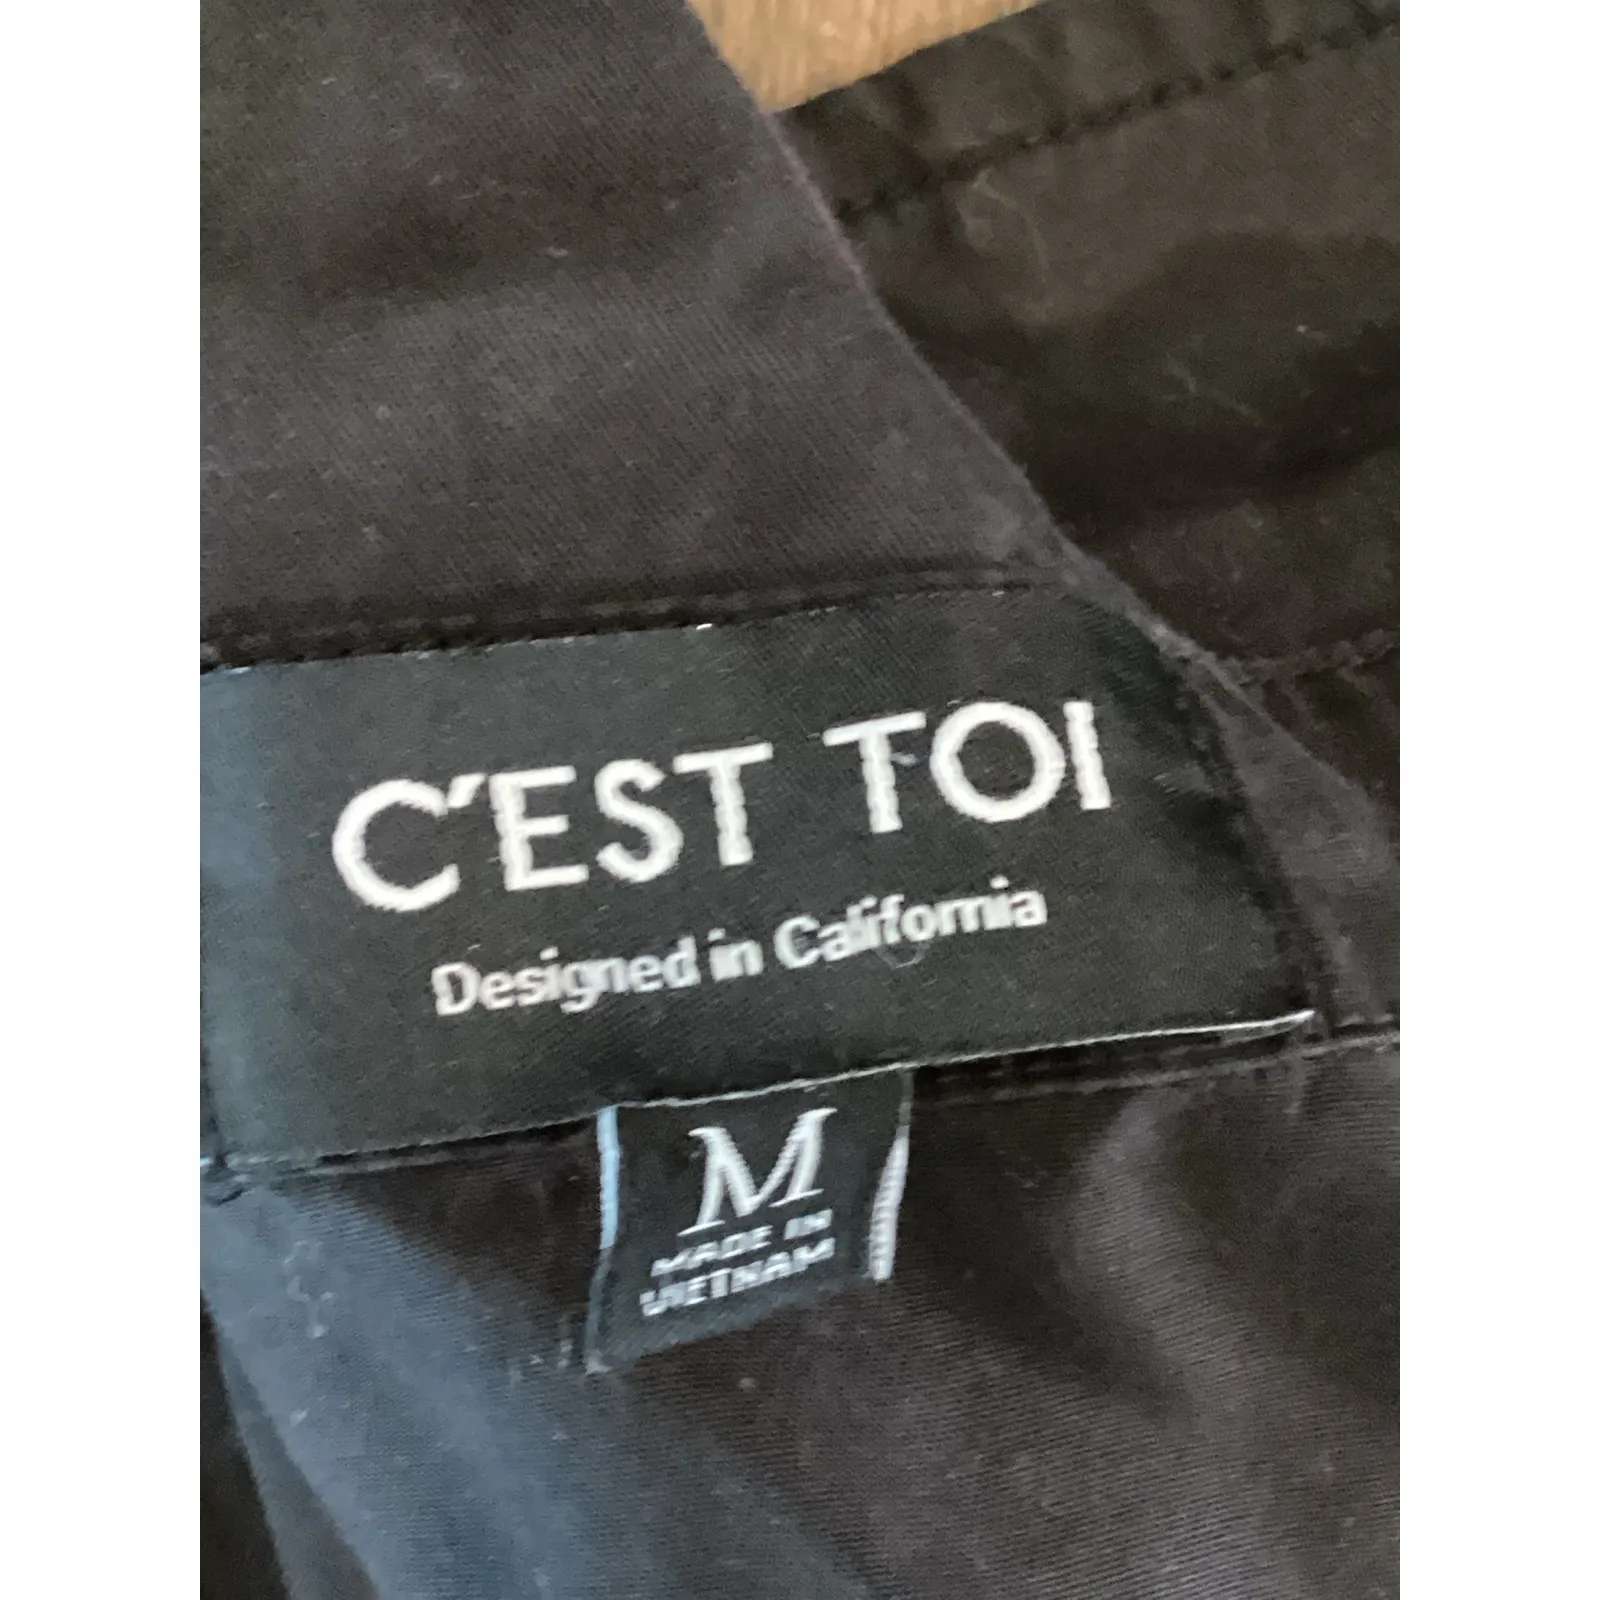 C'EST TOI
Designed in California
M
MADE IN
VIETNAM